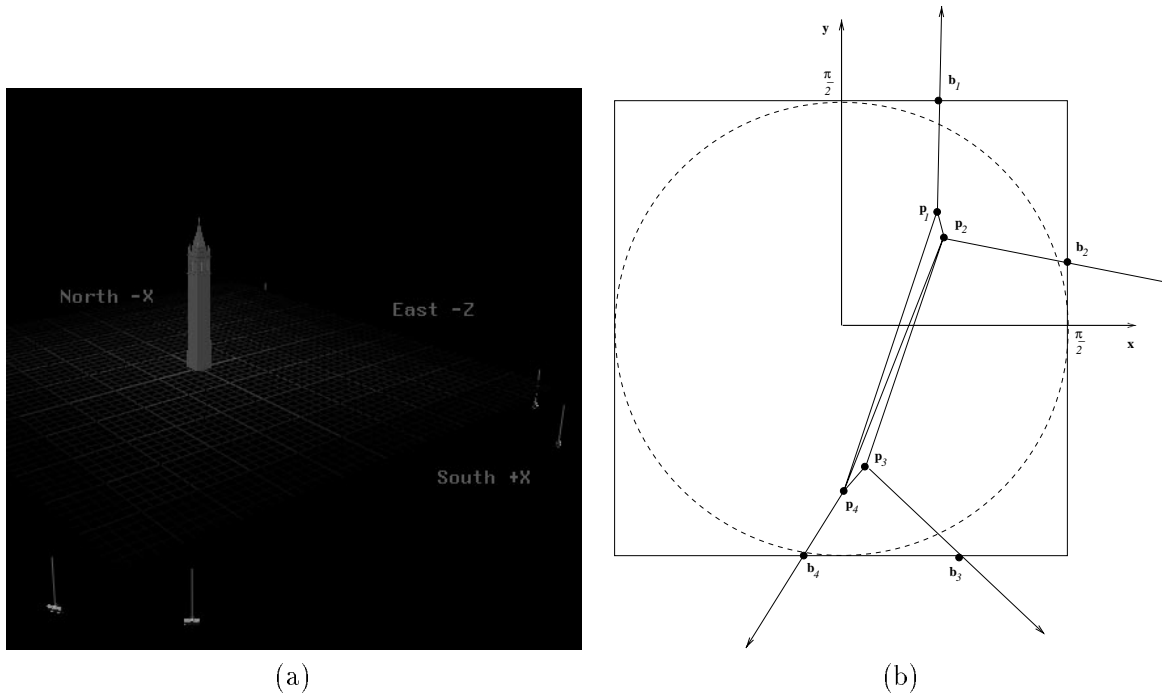 North -X
East -Z
South +X
(a)
y
π/2
b1
p1
p2
b2
π/2
x
p3
p4
b4
b3
(b)